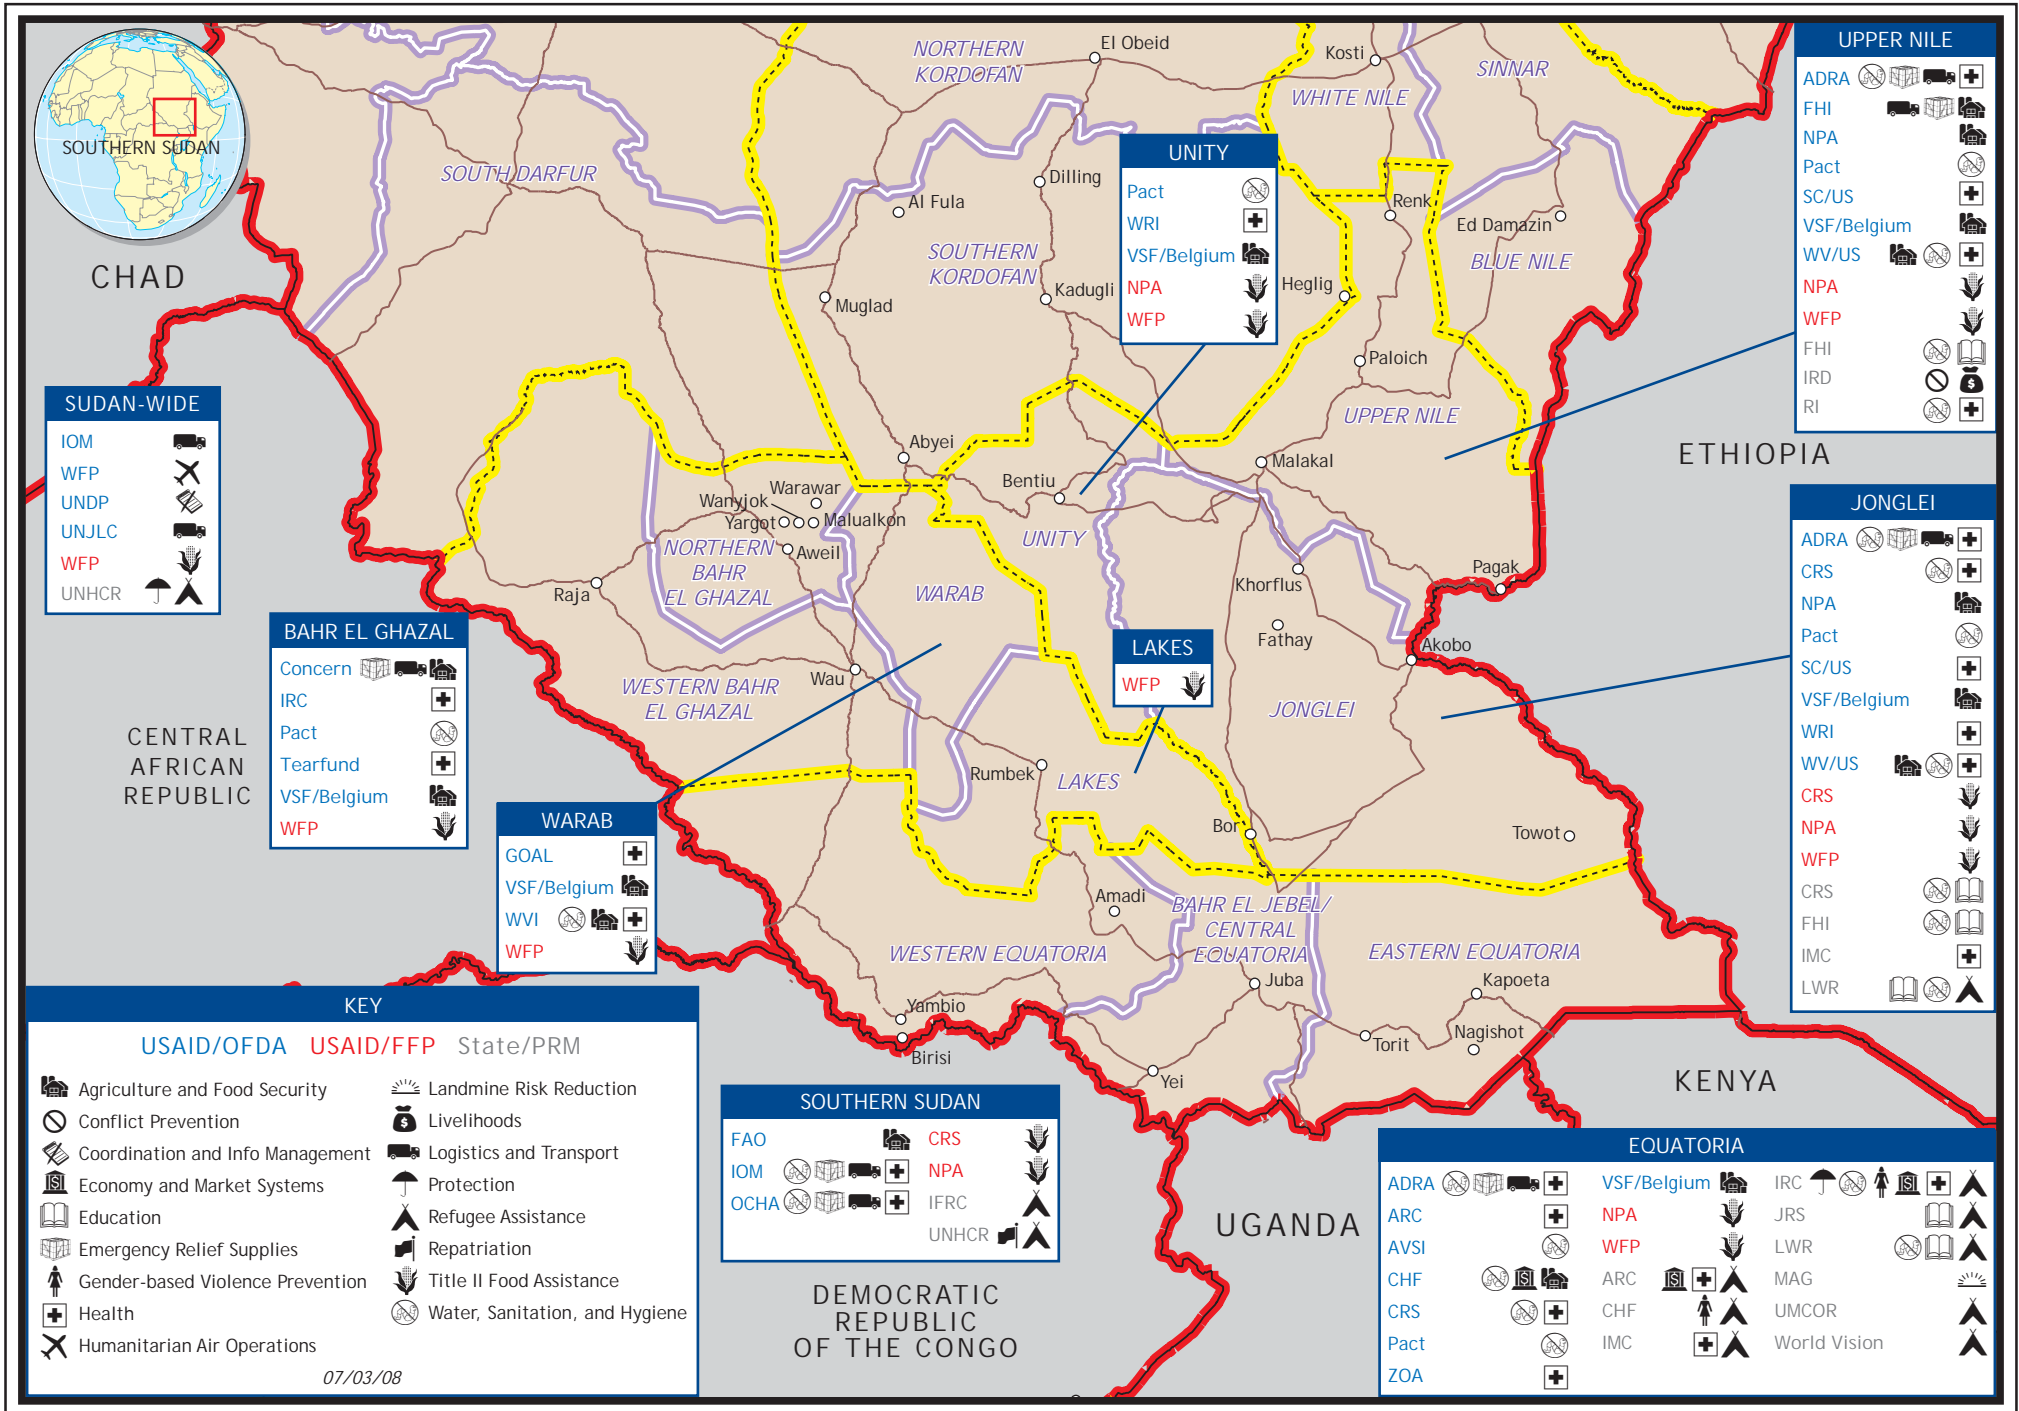 SOUTHERN SUDAN
CHAD
CENTRAL
AFRICAN
REPUBLIC
ETHIOPIA
KENYA
UGANDA
DEMOCRATIC
REPUBLIC
OF THE CONGO
NORTHERN
KORDOFAN
El Obeid
Kosti
SINNAR
WHITE NILE
SOUTH DARFUR
Al Fula
Dilling
SOUTHERN
KORDOFAN
Kadugli
Muglad
Heglig
Renk
Ed Damazin
BLUE NILE
Paloich
UPPER NILE
Abyei
Malakal
Bentiu
UNITY
Warawar
Wanyjok
Yargot
Malualkon
Aweil
NORTHERN
BAHR
EL GHAZAL
Raja
WARAB
Khorflus
Pagak
Fathay
Akobo
Wau
WESTERN BAHR
EL GHAZAL
JONGLEI
Rumbek
LAKES
Bor
Towot
Amadi
BAHR EL JEBEL/
CENTRAL
EQUATORIA
WESTERN EQUATORIA
EASTERN EQUATORIA
Juba
Kapoeta
Yambio
Birisi
Torit
Nagishot
Yei
UPPER NILE
ADRA
FHI
NPA
Pact
SC/US
VSF/Belgium
WV/US
NPA
WFP
FHI
IRD
RI
UNITY
Pact
WRI
VSF/Belgium
NPA
WFP
SUDAN-WIDE
IOM
WFP
UNDP
UNJLC
WFP
UNHCR
JONGLEI
ADRA
CRS
NPA
Pact
SC/US
VSF/Belgium
WRI
WV/US
CRS
NPA
WFP
CRS
FHI
IMC
LWR
BAHR EL GHAZAL
Concern
IRC
Pact
Tearfund
VSF/Belgium
WFP
LAKES
WFP
WARAB
GOAL
VSF/Belgium
WVI
WFP
KEY
USAID/OFDA USAID/FFP State/PRM
Agriculture and Food Security
Conflict Prevention
Coordination and Info Management
Economy and Market Systems
Education
Emergency Relief Supplies
Gender-based Violence Prevention
Health
Humanitarian Air Operations
Landmine Risk Reduction
Livelihoods
Logistics and Transport
Protection
Refugee Assistance
Repatriation
Title II Food Assistance
Water, Sanitation, and Hygiene
07/03/08
SOUTHERN SUDAN
FAO
IOM
OCHA
CRS
NPA
IFRC
UNHCR
EQUATORIA
ADRA
ARC
AVSI
CHF
CRS
Pact
ZOA
VSF/Belgium
NPA
WFP
ARC
CHF
IMC
IRC
JRS
LWR
MAG
UMCOR
World Vision